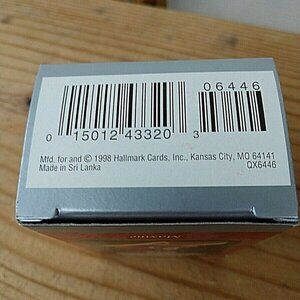 06446
0 15012 43320 3
Mfd. for and © 1998 Hallmark Cards, Inc., Kansas City, MO 64141
Made in Sri Lanka QX6446